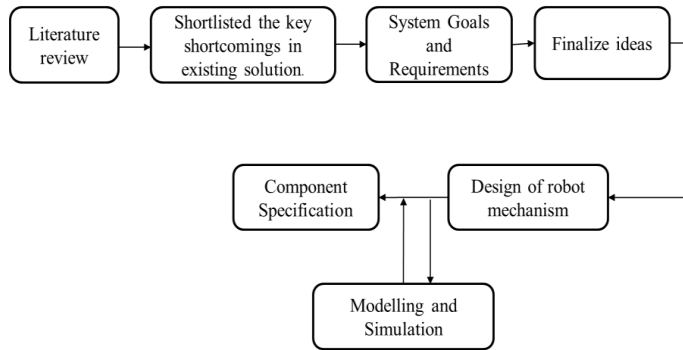 Literature
review
Shortlisted the key
shortcomings in
existing solution.
System Goals
and
Requirements
Finalize ideas
Component
Specification
Design of robot
mechanism
Modelling and
Simulation